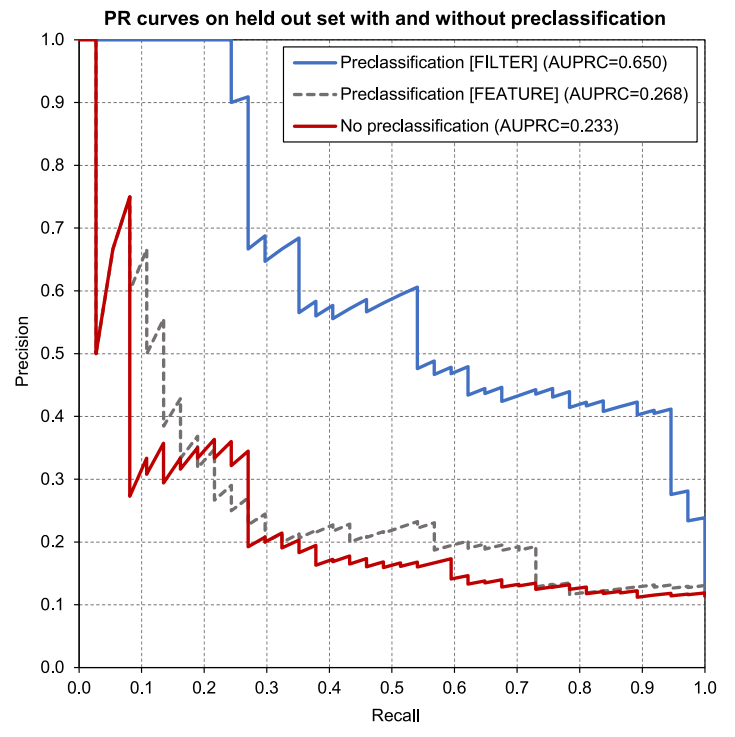 PR curves on held out set with and without preclassification
Preclassification [FILTER] (AUPRC=0.650)
Preclassification [FEATURE] (AUPRC=0.268)
No preclassification (AUPRC=0.233)
Precision
1.0
0.9
0.8
0.7
0.6
0.5
0.4
0.3
0.2
0.1
0.0
0.0 0.1 0.2 0.3 0.4 0.5 0.6 0.7 0.8 0.9 1.0
Recall